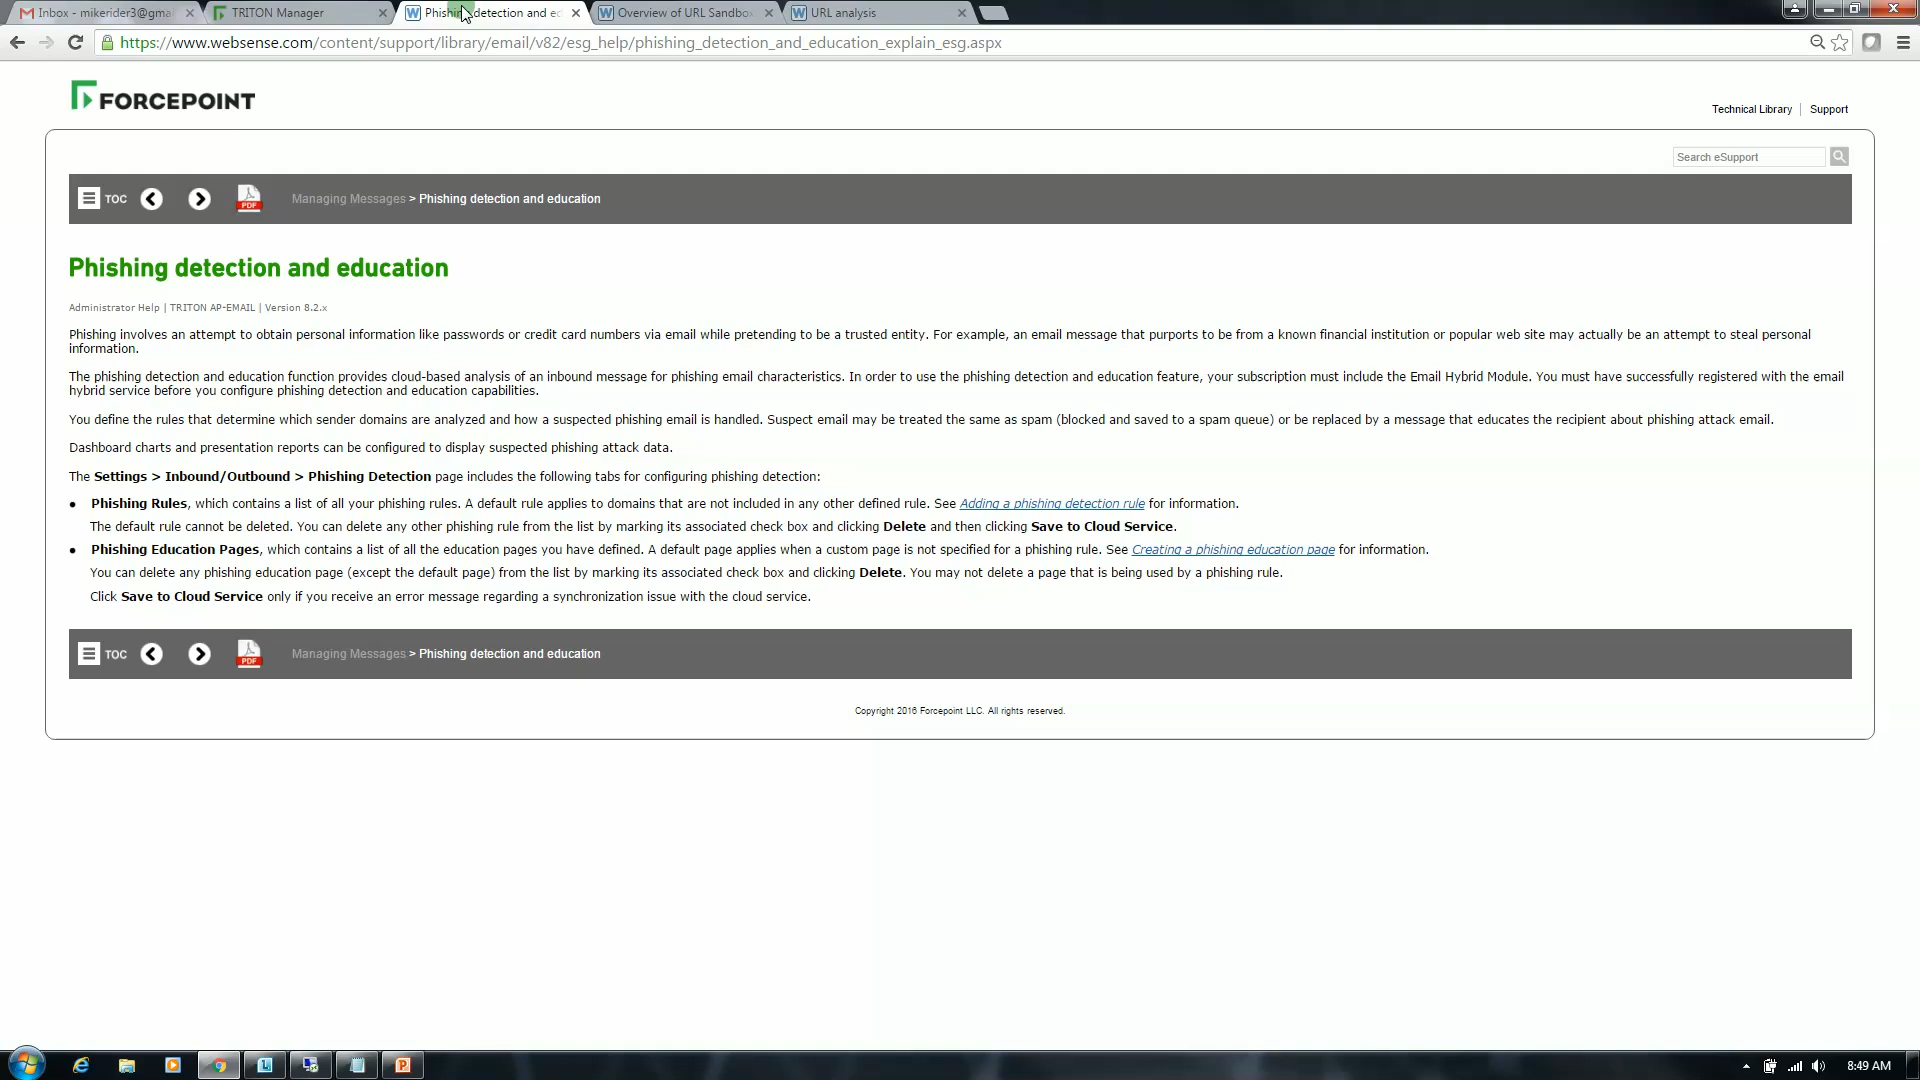 Inbox - mikerider3@gma
TRITON Manager
Phishing detection and e
Overview of URL Sandbo
URL analysis
https://www.websense.com/content/support/library/email/v82/esg_help/phishing_detection_and_education_explain_esg.aspx
FORCEPOINT
Technical Library | Support
Search eSupport
TOC PDF Managing Messages > Phishing detection and education
Phishing detection and education
Administrator Help | TRITON AP-EMAIL | Version 8.2.x
Phishing involves an attempt to obtain personal information like passwords or credit card numbers via email while pretending to be a trusted entity. For example, an email message that purports to be from a known financial institution or popular web site may actually be an attempt to steal personal
information.
The phishing detection and education function provides cloud-based analysis of an inbound message for phishing email characteristics. In order to use the phishing detection and education feature, your subscription must include the Email Hybrid Module. You must have successfully registered with the email
hybrid service before you configure phishing detection and education capabilities.
You define the rules that determine which sender domains are analyzed and how a suspected phishing email is handled. Suspect email may be treated the same as spam (blocked and saved to a spam queue) or be replaced by a message that educates the recipient about phishing attack email.
Dashboard charts and presentation reports can be configured to display suspected phishing attack data.
The Settings > Inbound/Outbound > Phishing Detection page includes the following tabs for configuring phishing detection:
● Phishing Rules, which contains a list of all your phishing rules. A default rule applies to domains that are not included in any other defined rule. See Adding a phishing detection rule for information.
The default rule cannot be deleted. You can delete any other phishing rule from the list by marking its associated check box and clicking Delete and then clicking Save to Cloud Service.
● Phishing Education Pages, which contains a list of all the education pages you have defined. A default page applies when a custom page is not specified for a phishing rule. See Creating a phishing education page for information.
You can delete any phishing education page (except the default page) from the list by marking its associated check box and clicking Delete. You may not delete a page that is being used by a phishing rule.
Click Save to Cloud Service only if you receive an error message regarding a synchronization issue with the cloud service.
TOC PDF Managing Messages > Phishing detection and education
Copyright 2016 Forcepoint LLC. All rights reserved.
8:49 AM